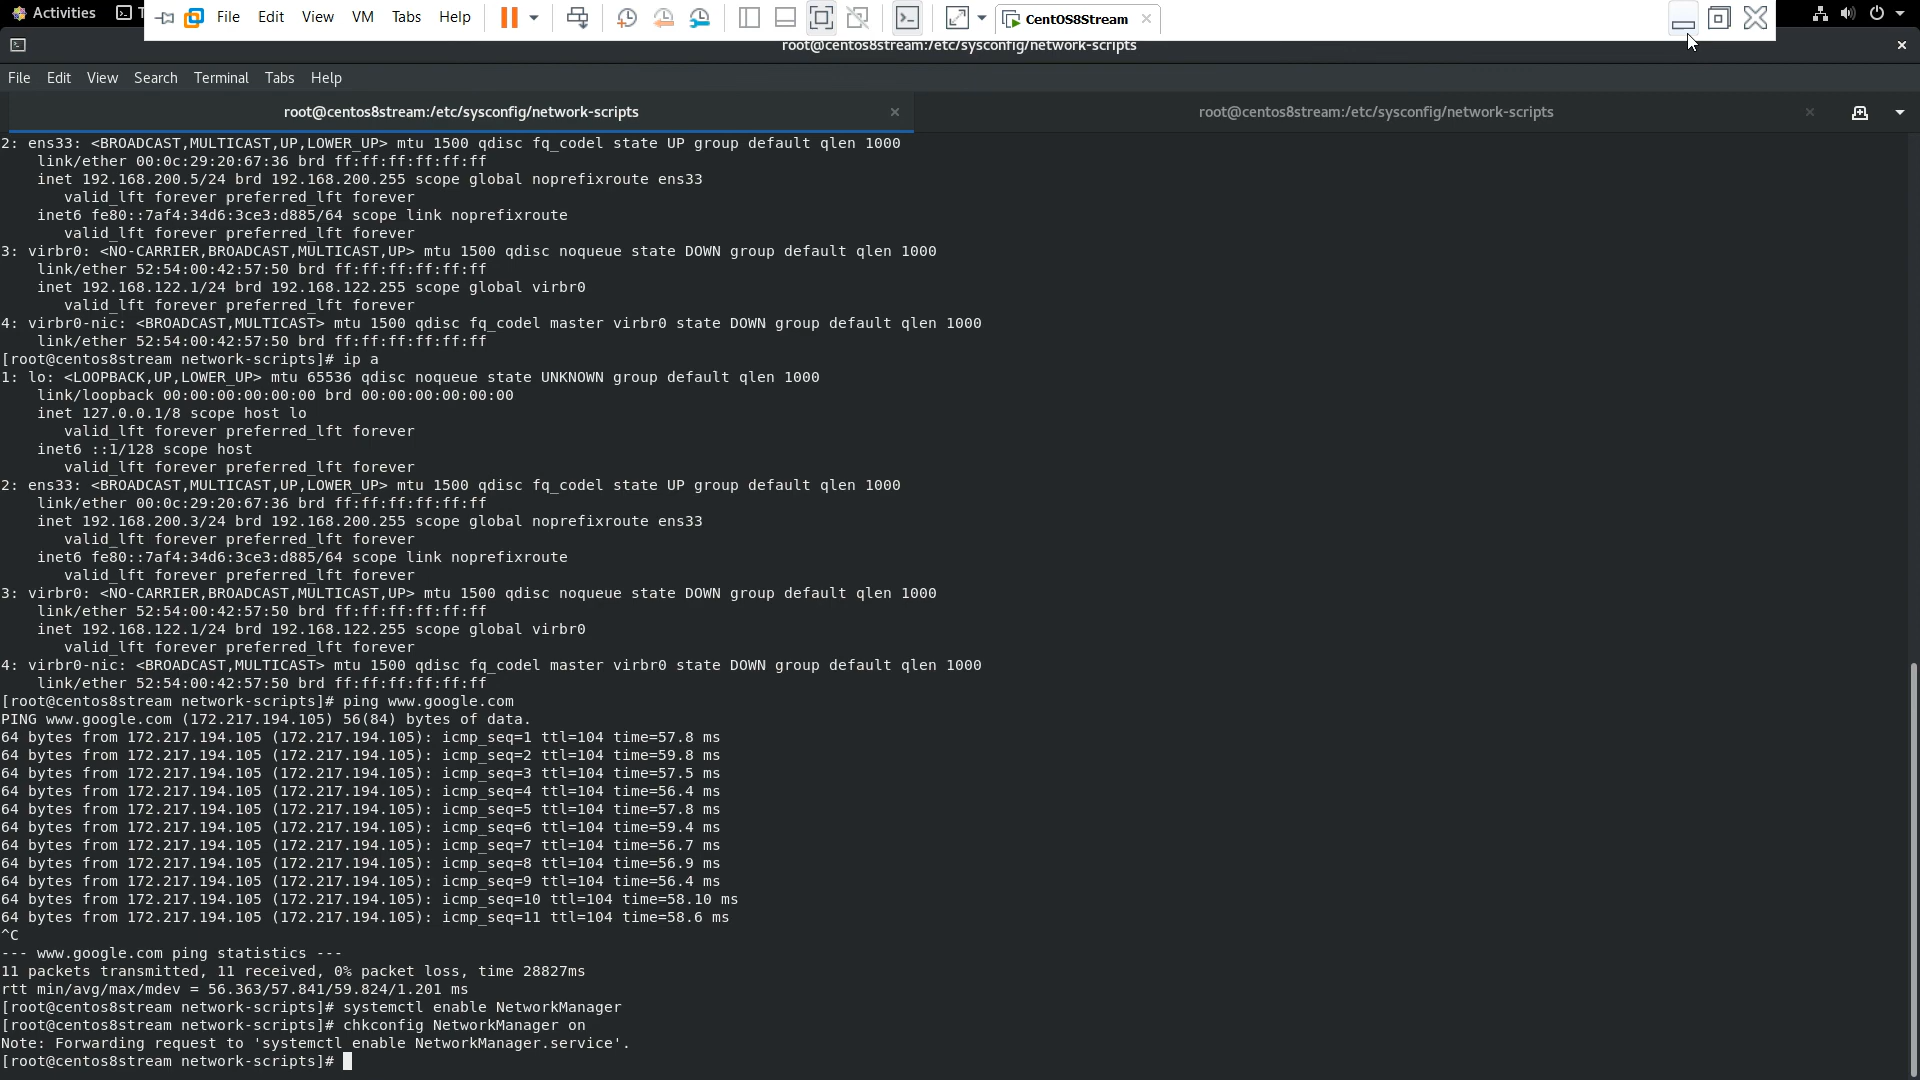 Activities
T
File Edit View VM Tabs Help
CentOS8Stream
root@centos8stream:/etc/sysconfig/network-scripts
File Edit View Search Terminal Tabs Help
root@centos8stream:/etc/sysconfig/network-scripts
root@centos8stream:/etc/sysconfig/network-scripts
2: ens33: <BROADCAST,MULTICAST,UP,LOWER_UP> mtu 1500 qdisc fq_codel state UP group default qlen 1000
link/ether 00:0c:29:20:67:36 brd ff:ff:ff:ff:ff:ff
inet 192.168.200.5/24 brd 192.168.200.255 scope global noprefixroute ens33
valid_lft forever preferred_lft forever
inet6 fe80::7af4:34d6:3ce3:d885/64 scope link noprefixroute
valid_lft forever preferred_lft forever
3: virbr0: <NO-CARRIER,BROADCAST,MULTICAST,UP> mtu 1500 qdisc noqueue state DOWN group default qlen 1000
link/ether 52:54:00:42:57:50 brd ff:ff:ff:ff:ff:ff
inet 192.168.122.1/24 brd 192.168.122.255 scope global virbr0
valid_lft forever preferred_lft forever
4: virbr0-nic: <BROADCAST,MULTICAST> mtu 1500 qdisc fq_codel master virbr0 state DOWN group default qlen 1000
link/ether 52:54:00:42:57:50 brd ff:ff:ff:ff:ff:ff
[root@centos8stream network-scripts]# ip a
1: lo: <LOOPBACK,UP,LOWER_UP> mtu 65536 qdisc noqueue state UNKNOWN group default qlen 1000
link/loopback 00:00:00:00:00:00 brd 00:00:00:00:00:00
inet 127.0.0.1/8 scope host lo
valid_lft forever preferred_lft forever
inet6 ::1/128 scope host
valid_lft forever preferred_lft forever
2: ens33: <BROADCAST,MULTICAST,UP,LOWER_UP> mtu 1500 qdisc fq_codel state UP group default qlen 1000
link/ether 00:0c:29:20:67:36 brd ff:ff:ff:ff:ff:ff
inet 192.168.200.3/24 brd 192.168.200.255 scope global noprefixroute ens33
valid_lft forever preferred_lft forever
inet6 fe80::7af4:34d6:3ce3:d885/64 scope link noprefixroute
valid_lft forever preferred_lft forever
3: virbr0: <NO-CARRIER,BROADCAST,MULTICAST,UP> mtu 1500 qdisc noqueue state DOWN group default qlen 1000
link/ether 52:54:00:42:57:50 brd ff:ff:ff:ff:ff:ff
inet 192.168.122.1/24 brd 192.168.122.255 scope global virbr0
valid_lft forever preferred_lft forever
4: virbr0-nic: <BROADCAST,MULTICAST> mtu 1500 qdisc fq_codel master virbr0 state DOWN group default qlen 1000
link/ether 52:54:00:42:57:50 brd ff:ff:ff:ff:ff:ff
[root@centos8stream network-scripts]# ping www.google.com
PING www.google.com (172.217.194.105) 56(84) bytes of data.
64 bytes from 172.217.194.105 (172.217.194.105): icmp_seq=1 ttl=104 time=57.8 ms
64 bytes from 172.217.194.105 (172.217.194.105): icmp_seq=2 ttl=104 time=59.8 ms
64 bytes from 172.217.194.105 (172.217.194.105): icmp_seq=3 ttl=104 time=57.5 ms
64 bytes from 172.217.194.105 (172.217.194.105): icmp_seq=4 ttl=104 time=56.4 ms
64 bytes from 172.217.194.105 (172.217.194.105): icmp_seq=5 ttl=104 time=57.8 ms
64 bytes from 172.217.194.105 (172.217.194.105): icmp_seq=6 ttl=104 time=59.4 ms
64 bytes from 172.217.194.105 (172.217.194.105): icmp_seq=7 ttl=104 time=56.7 ms
64 bytes from 172.217.194.105 (172.217.194.105): icmp_seq=8 ttl=104 time=56.9 ms
64 bytes from 172.217.194.105 (172.217.194.105): icmp_seq=9 ttl=104 time=56.4 ms
64 bytes from 172.217.194.105 (172.217.194.105): icmp_seq=10 ttl=104 time=58.10 ms
64 bytes from 172.217.194.105 (172.217.194.105): icmp_seq=11 ttl=104 time=58.6 ms
^C
--- www.google.com ping statistics ---
11 packets transmitted, 11 received, 0% packet loss, time 28827ms
rtt min/avg/max/mdev = 56.363/57.841/59.824/1.201 ms
[root@centos8stream network-scripts]# systemctl enable NetworkManager
[root@centos8stream network-scripts]# chkconfig NetworkManager on
Note: Forwarding request to 'systemctl enable NetworkManager.service'.
[root@centos8stream network-scripts]#